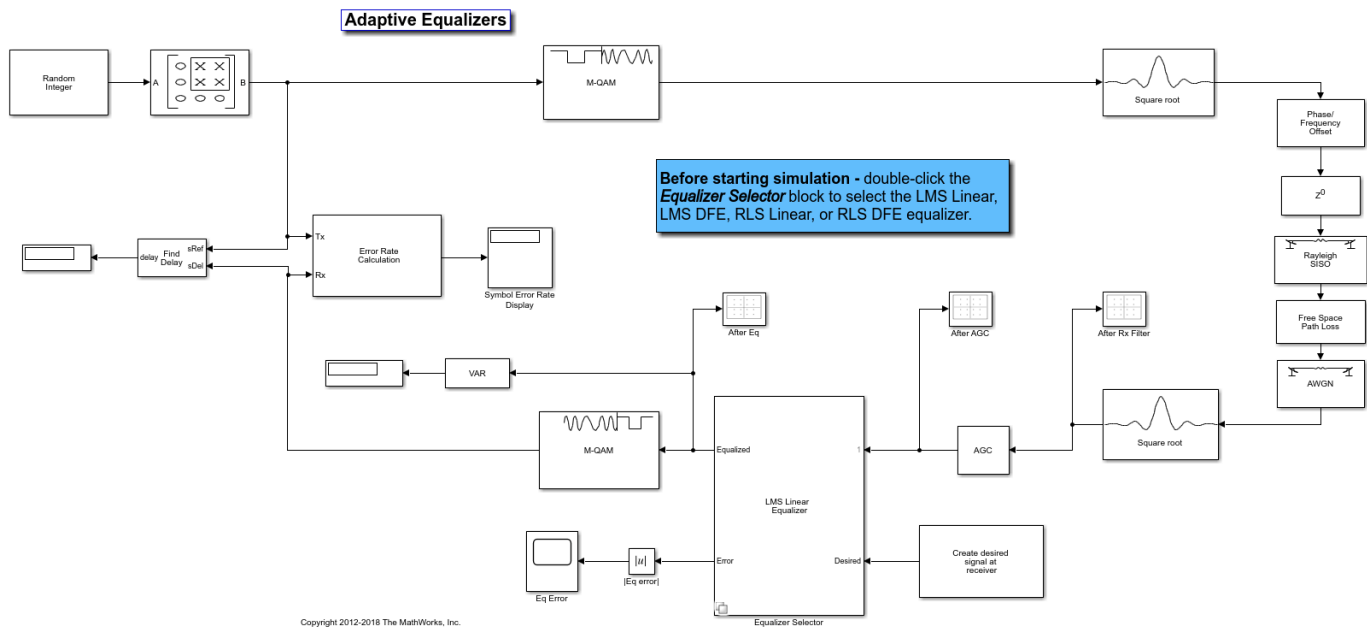 Adaptive Equalizers
Random
Integer
A
B
M-QAM
Square root
Phase/
Frequency
Offset
Z0
Rayleigh
SISO
Free Space
Path Loss
AWGN
Before starting simulation - double-click the
Equalizer Selector block to select the LMS Linear,
LMS DFE, RLS Linear, or RLS DFE equalizer.
delay
Find
Delay
sRef
sDel
Tx
Rx
Error Rate
Calculation
Symbol Error Rate
Display
After Eq
After AGC
After Rx Filter
VAR
M-QAM
Equalized
1
LMS Linear
Equalizer
Error
Desired
Equalizer Selector
AGC
Square root
Create desired
signal at
receiver
|u|
|Eq error|
Eq Error
Copyright 2012-2018 The MathWorks, Inc.